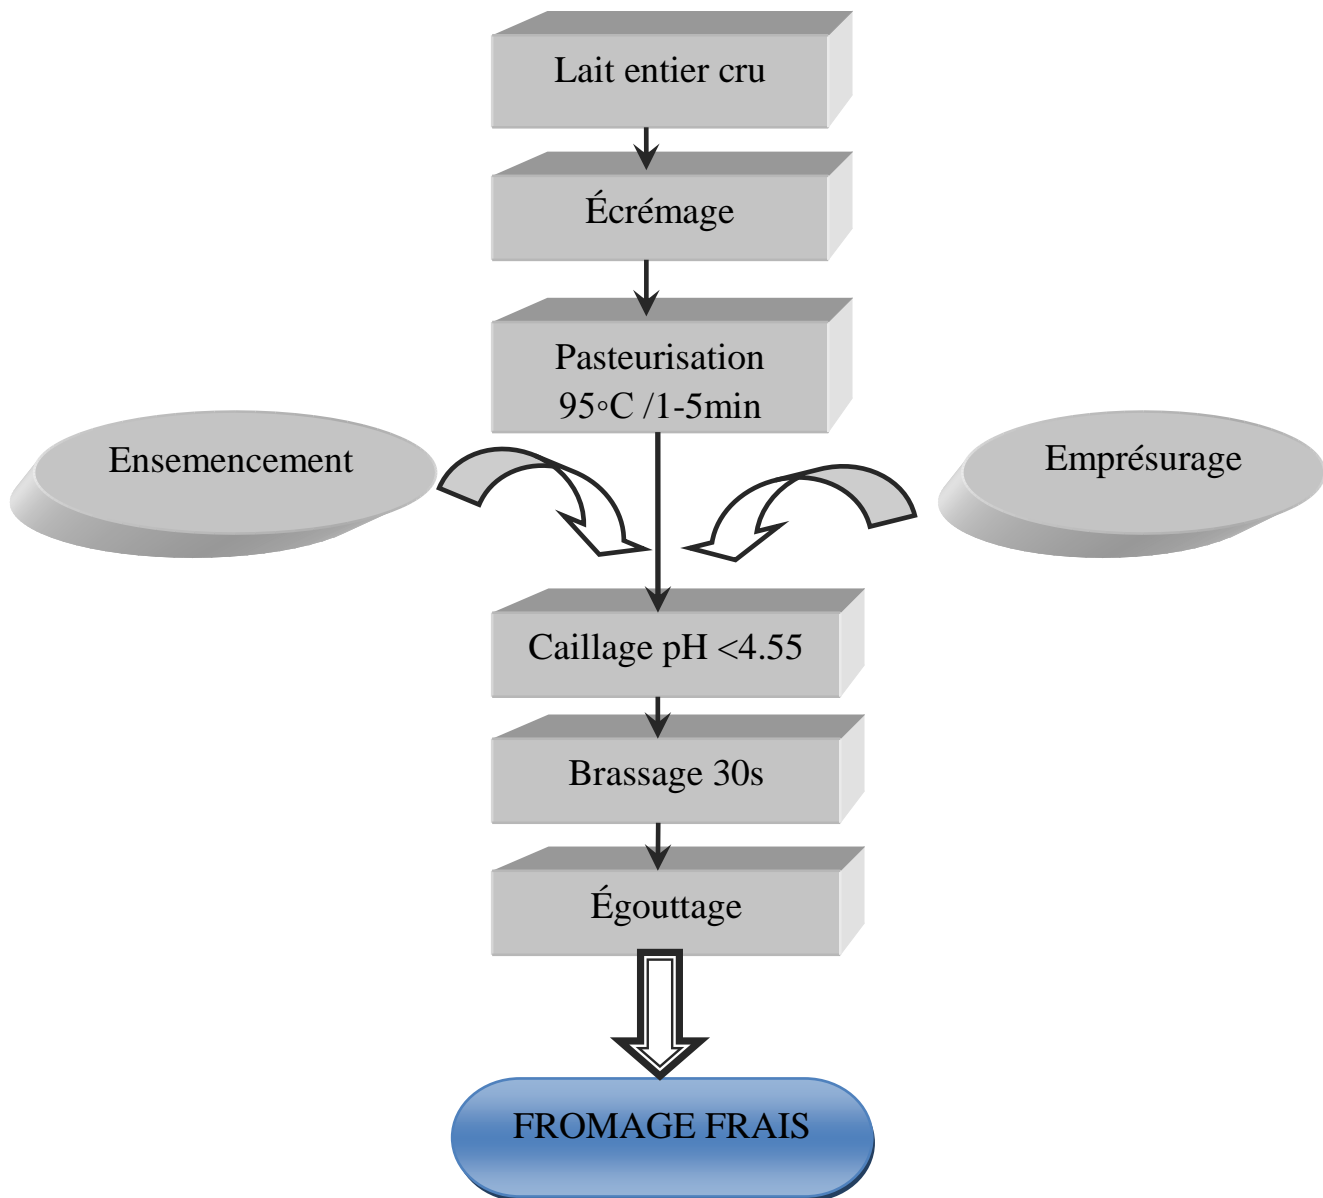 Lait entier cru
Écrémage
Pasteurisation
95◦C /1-5min
Ensemencement
Emprésurage
Caillage pH <4.55
Brassage 30s
Égouttage
FROMAGE FRAIS